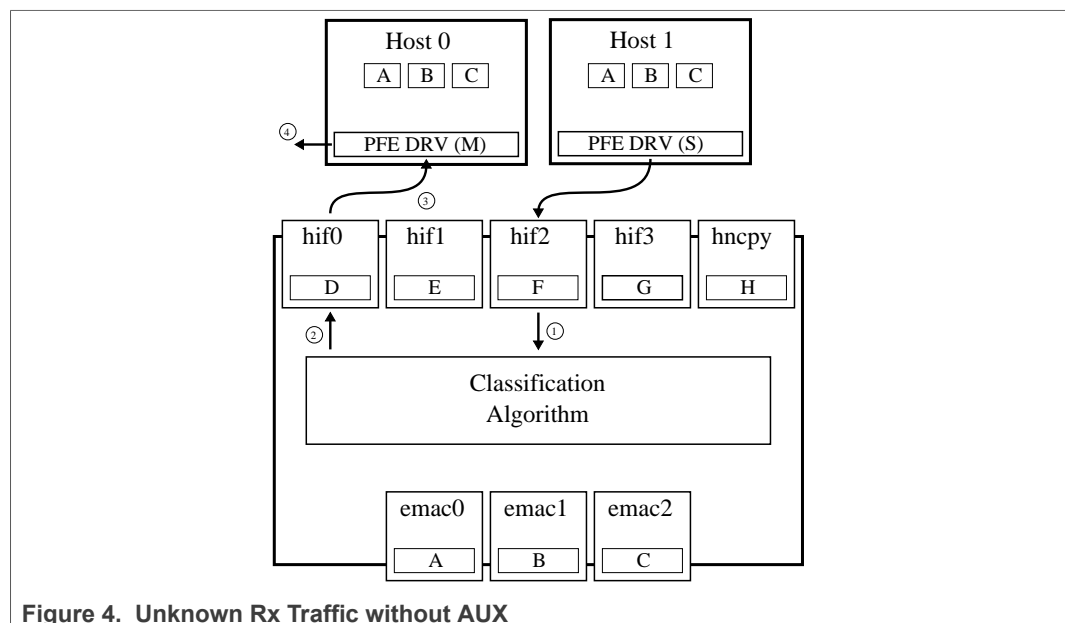 Host 0
Host 1
A B C
A B C
④
PFE DRV (M)
PFE DRV (S)
③
hif0 hif1 hif2 hif3 hncpy
D E F G H
②
①
Classification
Algorithm
emac0 emac1 emac2
A B C
Figure 4. Unknown Rx Traffic without AUX